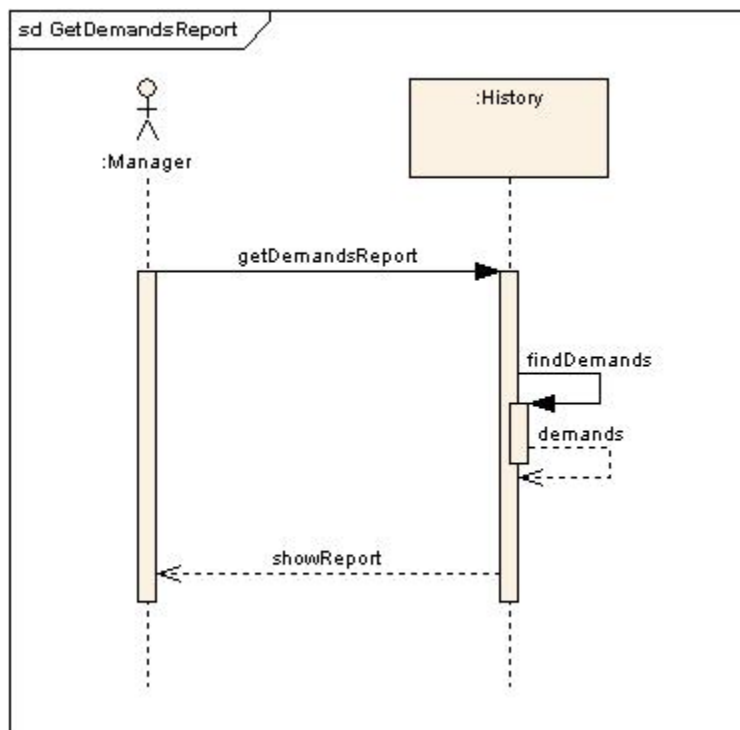 sd GetDemandsReport
:Manager
:History
getDemandsReport
findDemands
demands
showReport